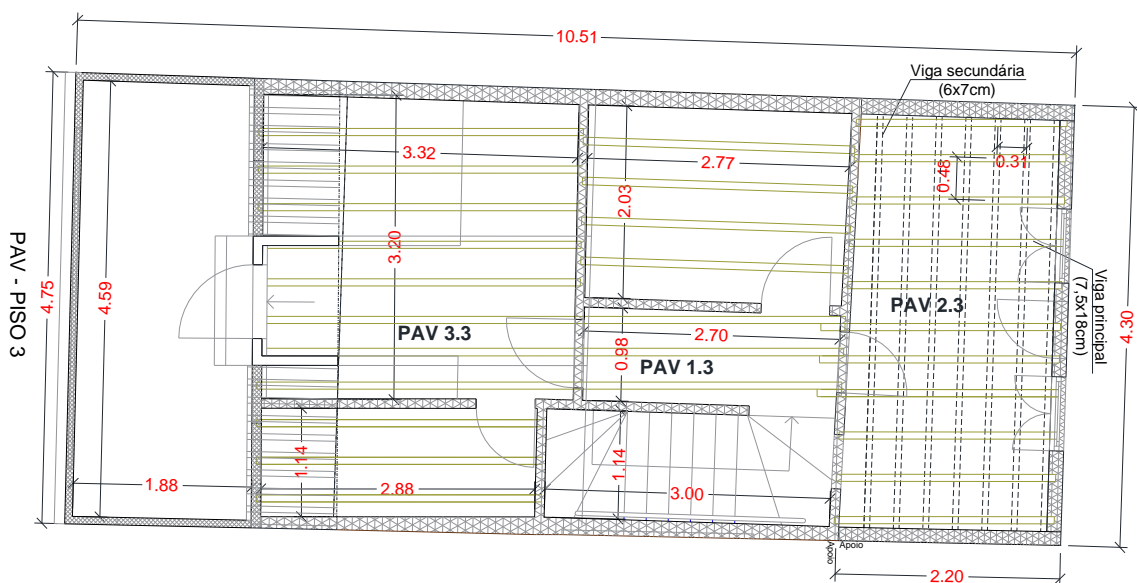 10.51
Viga secundária
(6x7cm)
3.32
2.77
0.31
0.48
2.03
3.20
4.75
4.59
PAV - PISO 3
PAV 3.3
PAV 2.3
Viga principal
(7,5x18cm)
4.30
2.70
0.98
PAV 1.3
1.14
1.14
1.88
2.88
3.00
Apoio
Apoio
2.20